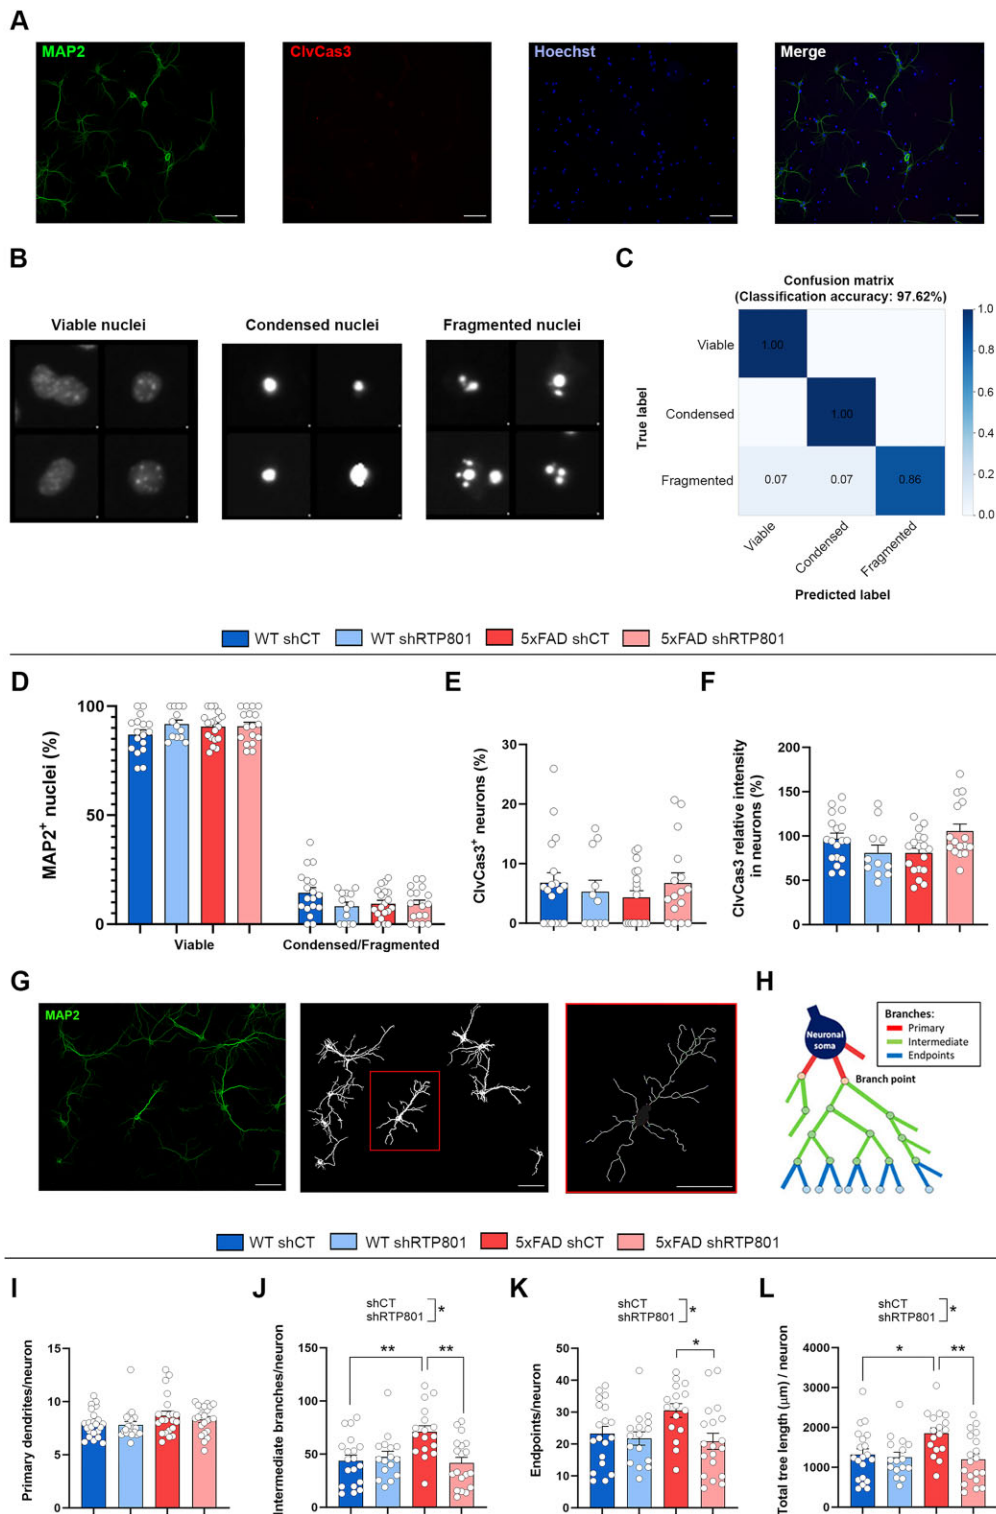 A
MAP2
ClvCas3
Hoechst
Merge
B
Viable nuclei
Condensed nuclei
Fragmented nuclei
C
Confusion matrix
(Classification accuracy: 97.62%)
True label
Viable
Condensed
Fragmented
1.00
1.00
0.07
0.07
0.86
Viable
Condensed
Fragmented
Predicted label
1.0
0.8
0.6
0.4
0.2
0.0
WT shCT
WT shRTP801
5xFAD shCT
5xFAD shRTP801
D
MAP2+ nuclei (%)
100
50
0
Viable
Condensed/Fragmented
E
ClvCas3+ neurons (%)
30
20
10
0
F
ClvCas3 relative intensity
in neurons (%)
200
150
100
50
0
G
MAP2
H
Neuronal
soma
Branches:
Primary
Intermediate
Endpoints
Branch point
WT shCT
WT shRTP801
5xFAD shCT
5xFAD shRTP801
I
Primary dendrites/neuron
15
10
5
0
J
shCT
shRTP801
*
**
**
Intermediate branches/neuron
150
100
50
0
K
shCT
shRTP801
*
*
Endpoints/neuron
50
40
30
20
10
0
L
shCT
shRTP801
*
*
**
Total tree length (µm) / neuron
4000
3000
2000
1000
0